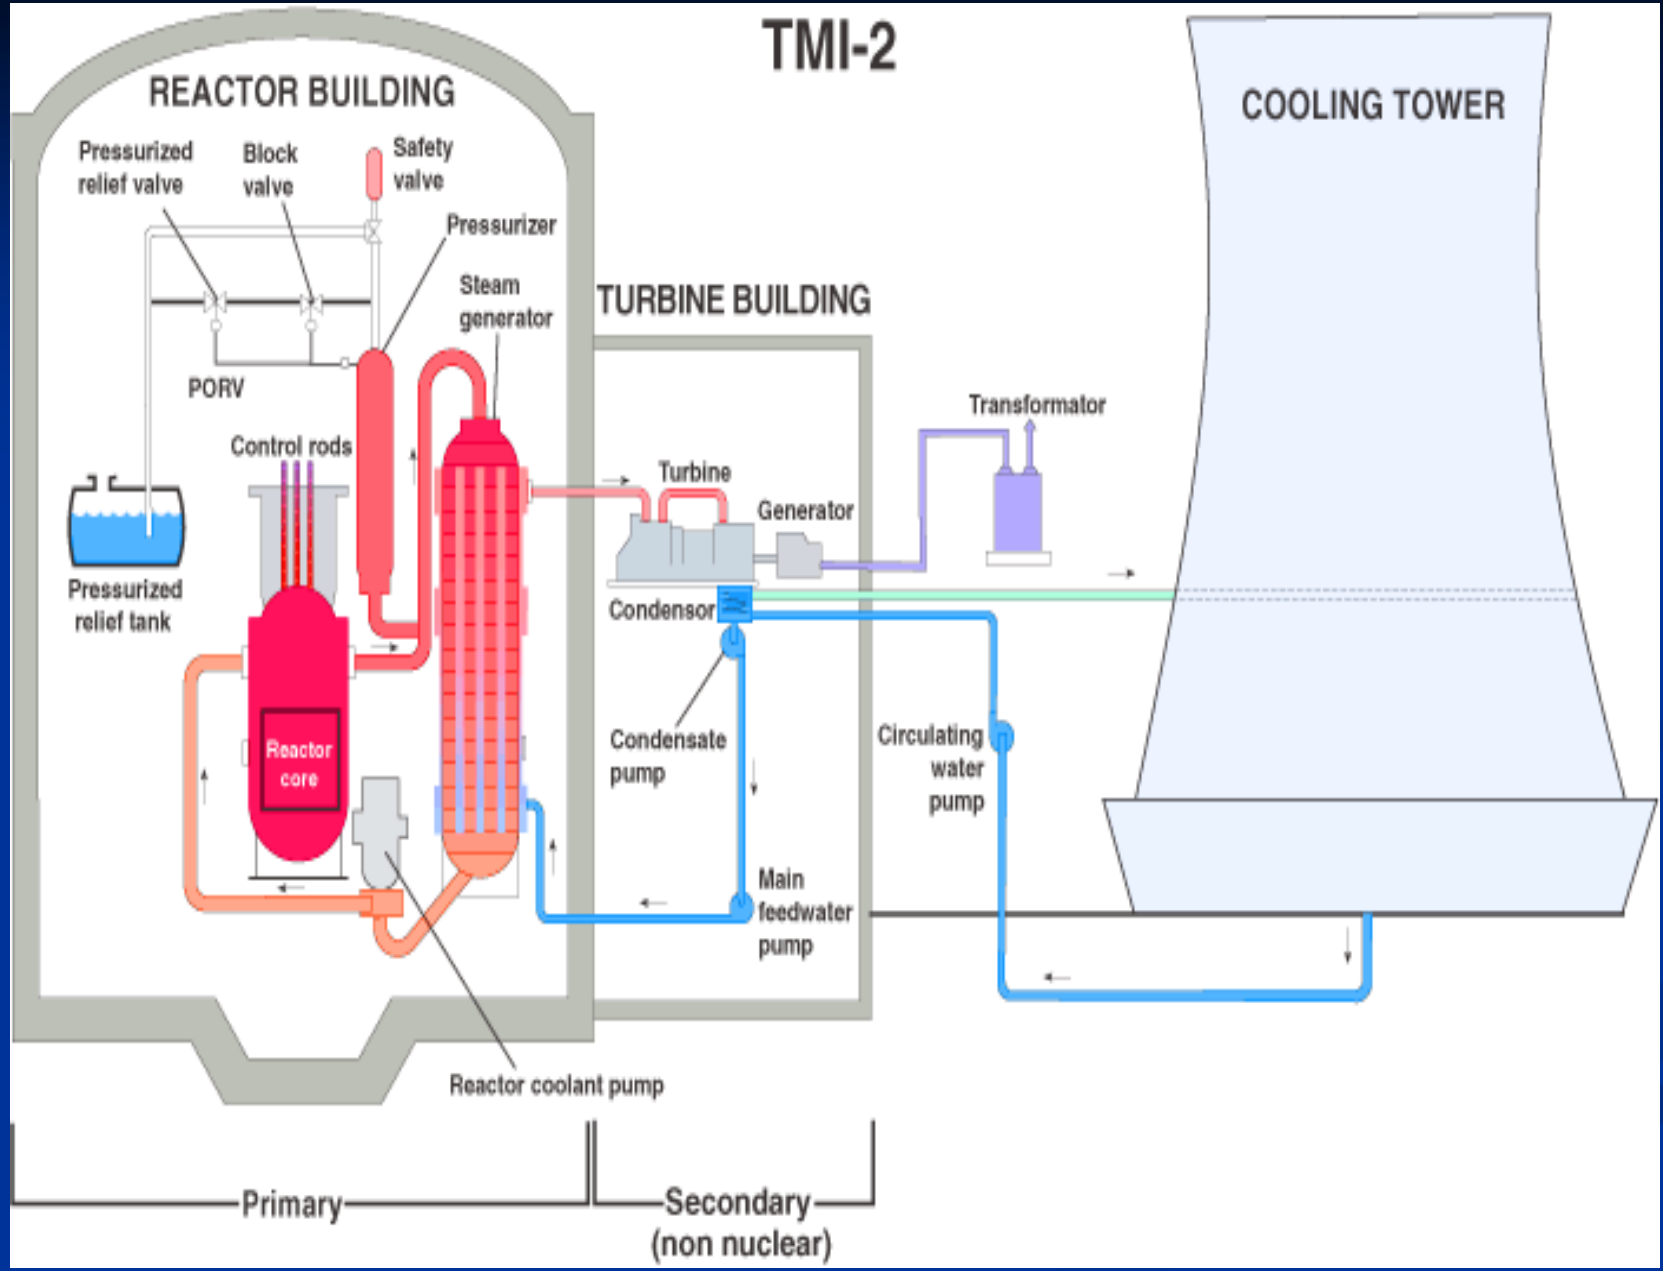 TMI-2
REACTOR BUILDING
COOLING TOWER
Pressurized
relief valve
Block
valve
Safety
valve
Pressurizer
Steam
generator
TURBINE BUILDING
PORV
Control rods
Transformator
Turbine
Generator
Pressurized
relief tank
Condensor
Reactor
core
Condensate
pump
Circulating
water
pump
Main
feedwater
pump
Reactor coolant pump
Primary
Secondary
(non nuclear)